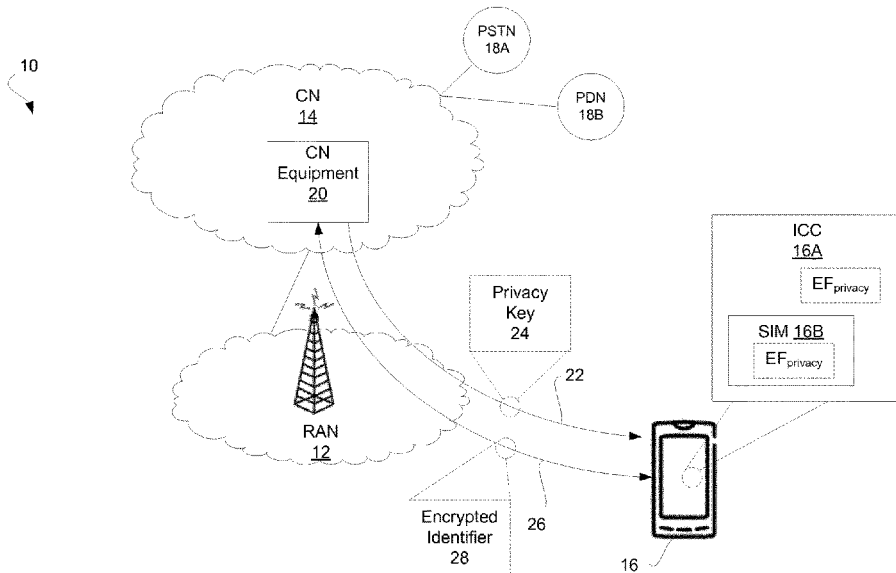 10
PSTN
18A
PDN
18B
CN
14
CN
Equipment
20
ICC
16A
EFprivacy
SIM 16B
EFprivacy
Privacy
Key
24
22
RAN
12
26
Encrypted
Identifier
28
16